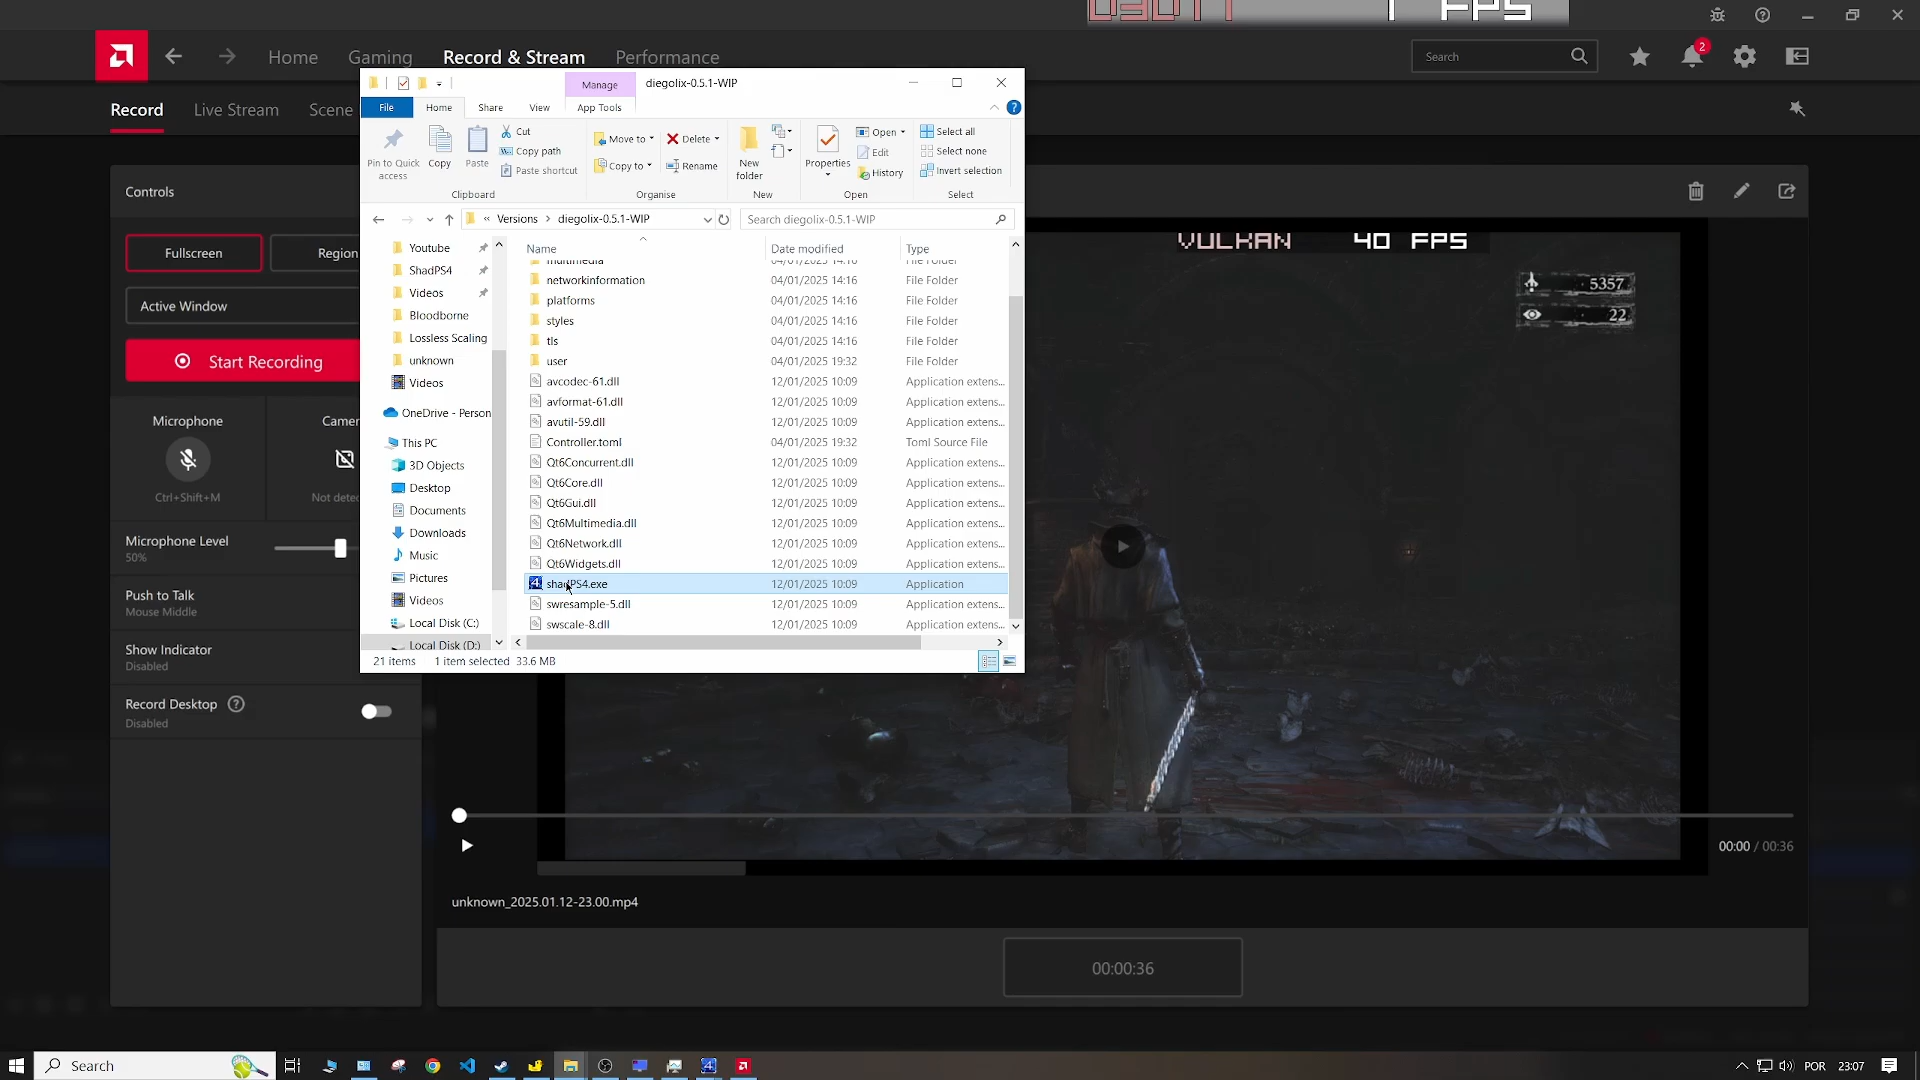 FPS
Home
Gaming
Record & Stream
Performance
Search
2
Record
Live Stream
Scene
Manage
diegolix-0.5.1-WIP
File
Home
Share
View
App Tools
Pin to Quick
access
Copy
Paste
Cut
Copy path
Paste shortcut
Clipboard
Move to
Copy to
Delete
Rename
Organise
New
folder
New
Properties
Open
Edit
History
Open
Select all
Select none
Invert selection
Select
« Versions > diegolix-0.5.1-WIP
Search diegolix-0.5.1-WIP
Controls
Fullscreen
Region
Active Window
Start Recording
Microphone
Camer
Ctrl+Shift+M
Not detec
Microphone Level
50%
Push to Talk
Mouse Middle
Show Indicator
Disabled
Record Desktop
Disabled
Youtube
ShadPS4
Videos
Bloodborne
Lossless Scaling
unknown
Videos
OneDrive - Person
This PC
3D Objects
Desktop
Documents
Downloads
Music
Pictures
Videos
Local Disk (C:)
Local Disk (D:)
Name Date modified Type
multimedia 04/01/2025 14:16 File Folder
networkinformation 04/01/2025 14:16 File Folder
platforms 04/01/2025 14:16 File Folder
styles 04/01/2025 14:16 File Folder
tls 04/01/2025 14:16 File Folder
user 04/01/2025 19:32 File Folder
avcodec-61.dll 12/01/2025 10:09 Application extens...
avformat-61.dll 12/01/2025 10:09 Application extens...
avutil-59.dll 12/01/2025 10:09 Application extens...
Controller.toml 04/01/2025 19:32 Toml Source File
Qt6Concurrent.dll 12/01/2025 10:09 Application extens...
Qt6Core.dll 12/01/2025 10:09 Application extens...
Qt6Gui.dll 12/01/2025 10:09 Application extens...
Qt6Multimedia.dll 12/01/2025 10:09 Application extens...
Qt6Network.dll 12/01/2025 10:09 Application extens...
Qt6Widgets.dll 12/01/2025 10:09 Application extens...
shadPS4.exe 12/01/2025 10:09 Application
swresample-5.dll 12/01/2025 10:09 Application extens...
swscale-8.dll 12/01/2025 10:09 Application extens...
21 items 1 item selected 33.6 MB
VULKAN 40 FPS
5357
22
00:00 / 00:36
unknown_2025.01.12-23.00.mp4
00:00:36
Search
POR
23:07